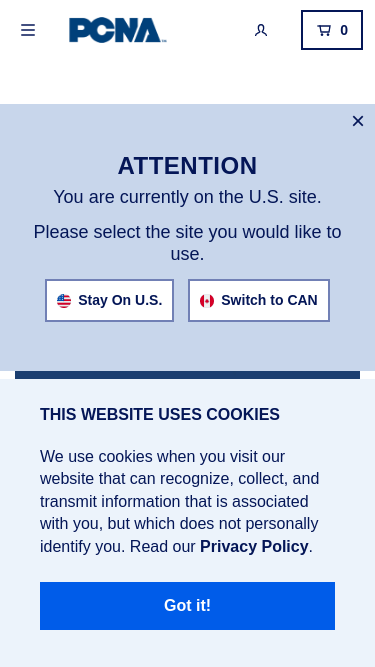 PCNA
0
ATTENTION
You are currently on the U.S. site.
Please select the site you would like to
use.
Stay On U.S.
Switch to CAN
THIS WEBSITE USES COOKIES
We use cookies when you visit our
website that can recognize, collect, and
transmit information that is associated
with you, but which does not personally
identify you. Read our Privacy Policy.
Got it!